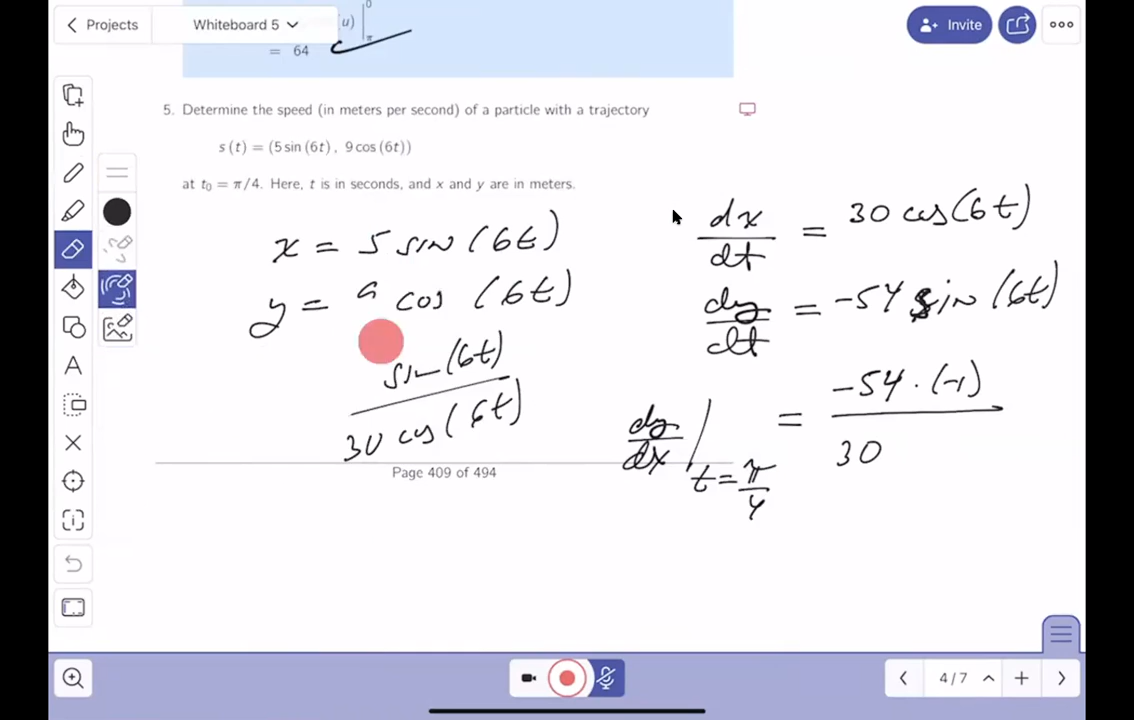 Projects
Whiteboard 5
Invite
(u) |
0
π
= 64
5. Determine the speed (in meters per second) of a particle with a trajectory
s (t) = (5 sin (6t) , 9 cos (6t))
at t₀ = π/4. Here, t is in seconds, and x and y are in meters.
x = 5 sin (6t)
y = 9 cos (6t)
sin (6t)
30 cos (6t)
dx/dt = 30 cos (6t)
dy/dt = -54 sin (6t)
dy/dx | t = π/4 = -54 · (-1)
30
Page 409 of 494
A
4 / 7